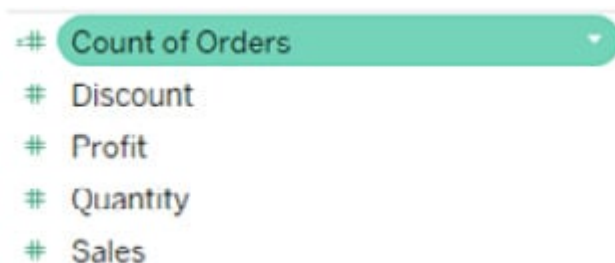 =# Count of Orders
# Discount
# Profit
# Quantity
# Sales